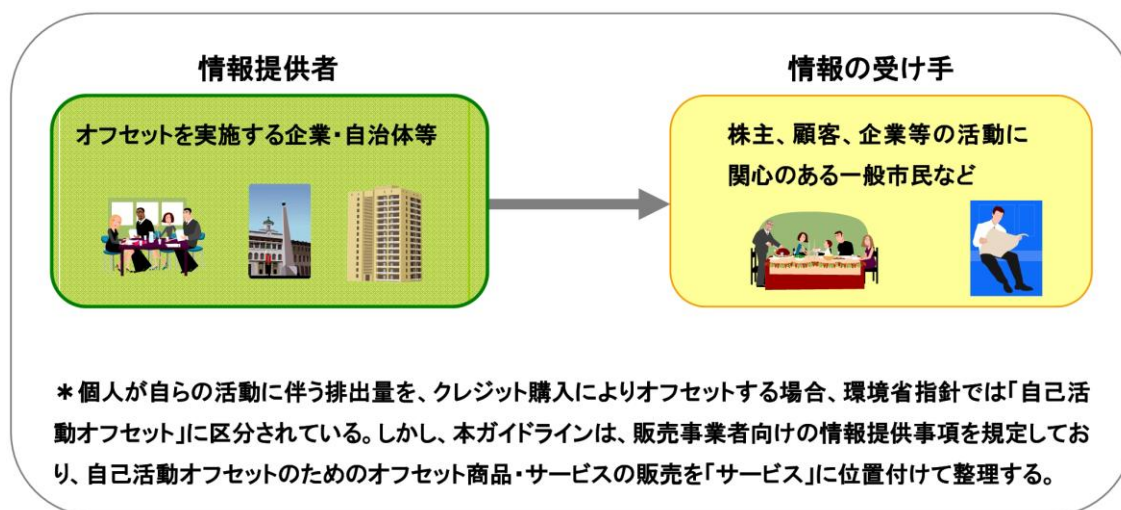 情報提供者
情報の受け手
オフセットを実施する企業・自治体等
株主、顧客、企業等の活動に
関心のある一般市民など
＊個人が自らの活動に伴う排出量を、クレジット購入によりオフセットする場合、環境省指針では「自己活
動オフセット」に区分されている。しかし、本ガイドラインは、販売事業者向けの情報提供事項を規定してお
り、自己活動オフセットのためのオフセット商品・サービスの販売を「サービス」に位置付けて整理する。